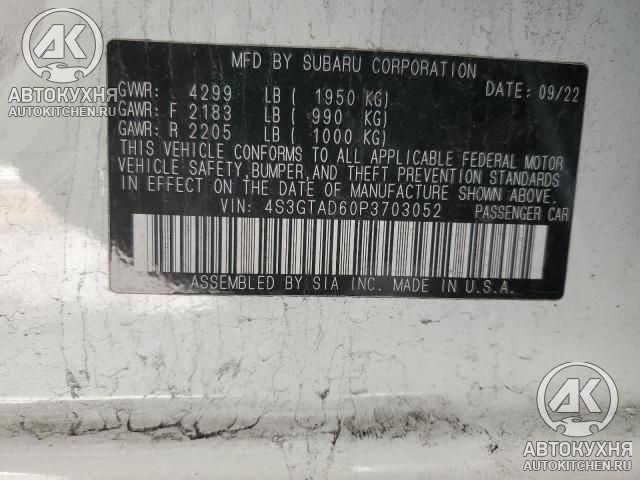 MFD BY SUBARU CORPORATION
GVWR: 4299 LB ( 1950 KG) DATE: 09/22
GAWR: F 2183 LB ( 990 KG)
GAWR: R 2205 LB ( 1000 KG)
THIS VEHICLE CONFORMS TO ALL APPLICABLE FEDERAL MOTOR
VEHICLE SAFETY, BUMPER, AND THEFT PREVENTION STANDARDS
IN EFFECT ON THE DATE OF MANUFACTURE SHOWN ABOVE.
VIN: 4S3GTAD60P3703052 PASSENGER CAR
ASSEMBLED BY SIA INC. MADE IN U.S.A.
АК
АВТОКУХНЯ
AUTOKITCHEN.RU
АК
АВТОКУХНЯ
AUTOKITCHEN.RU